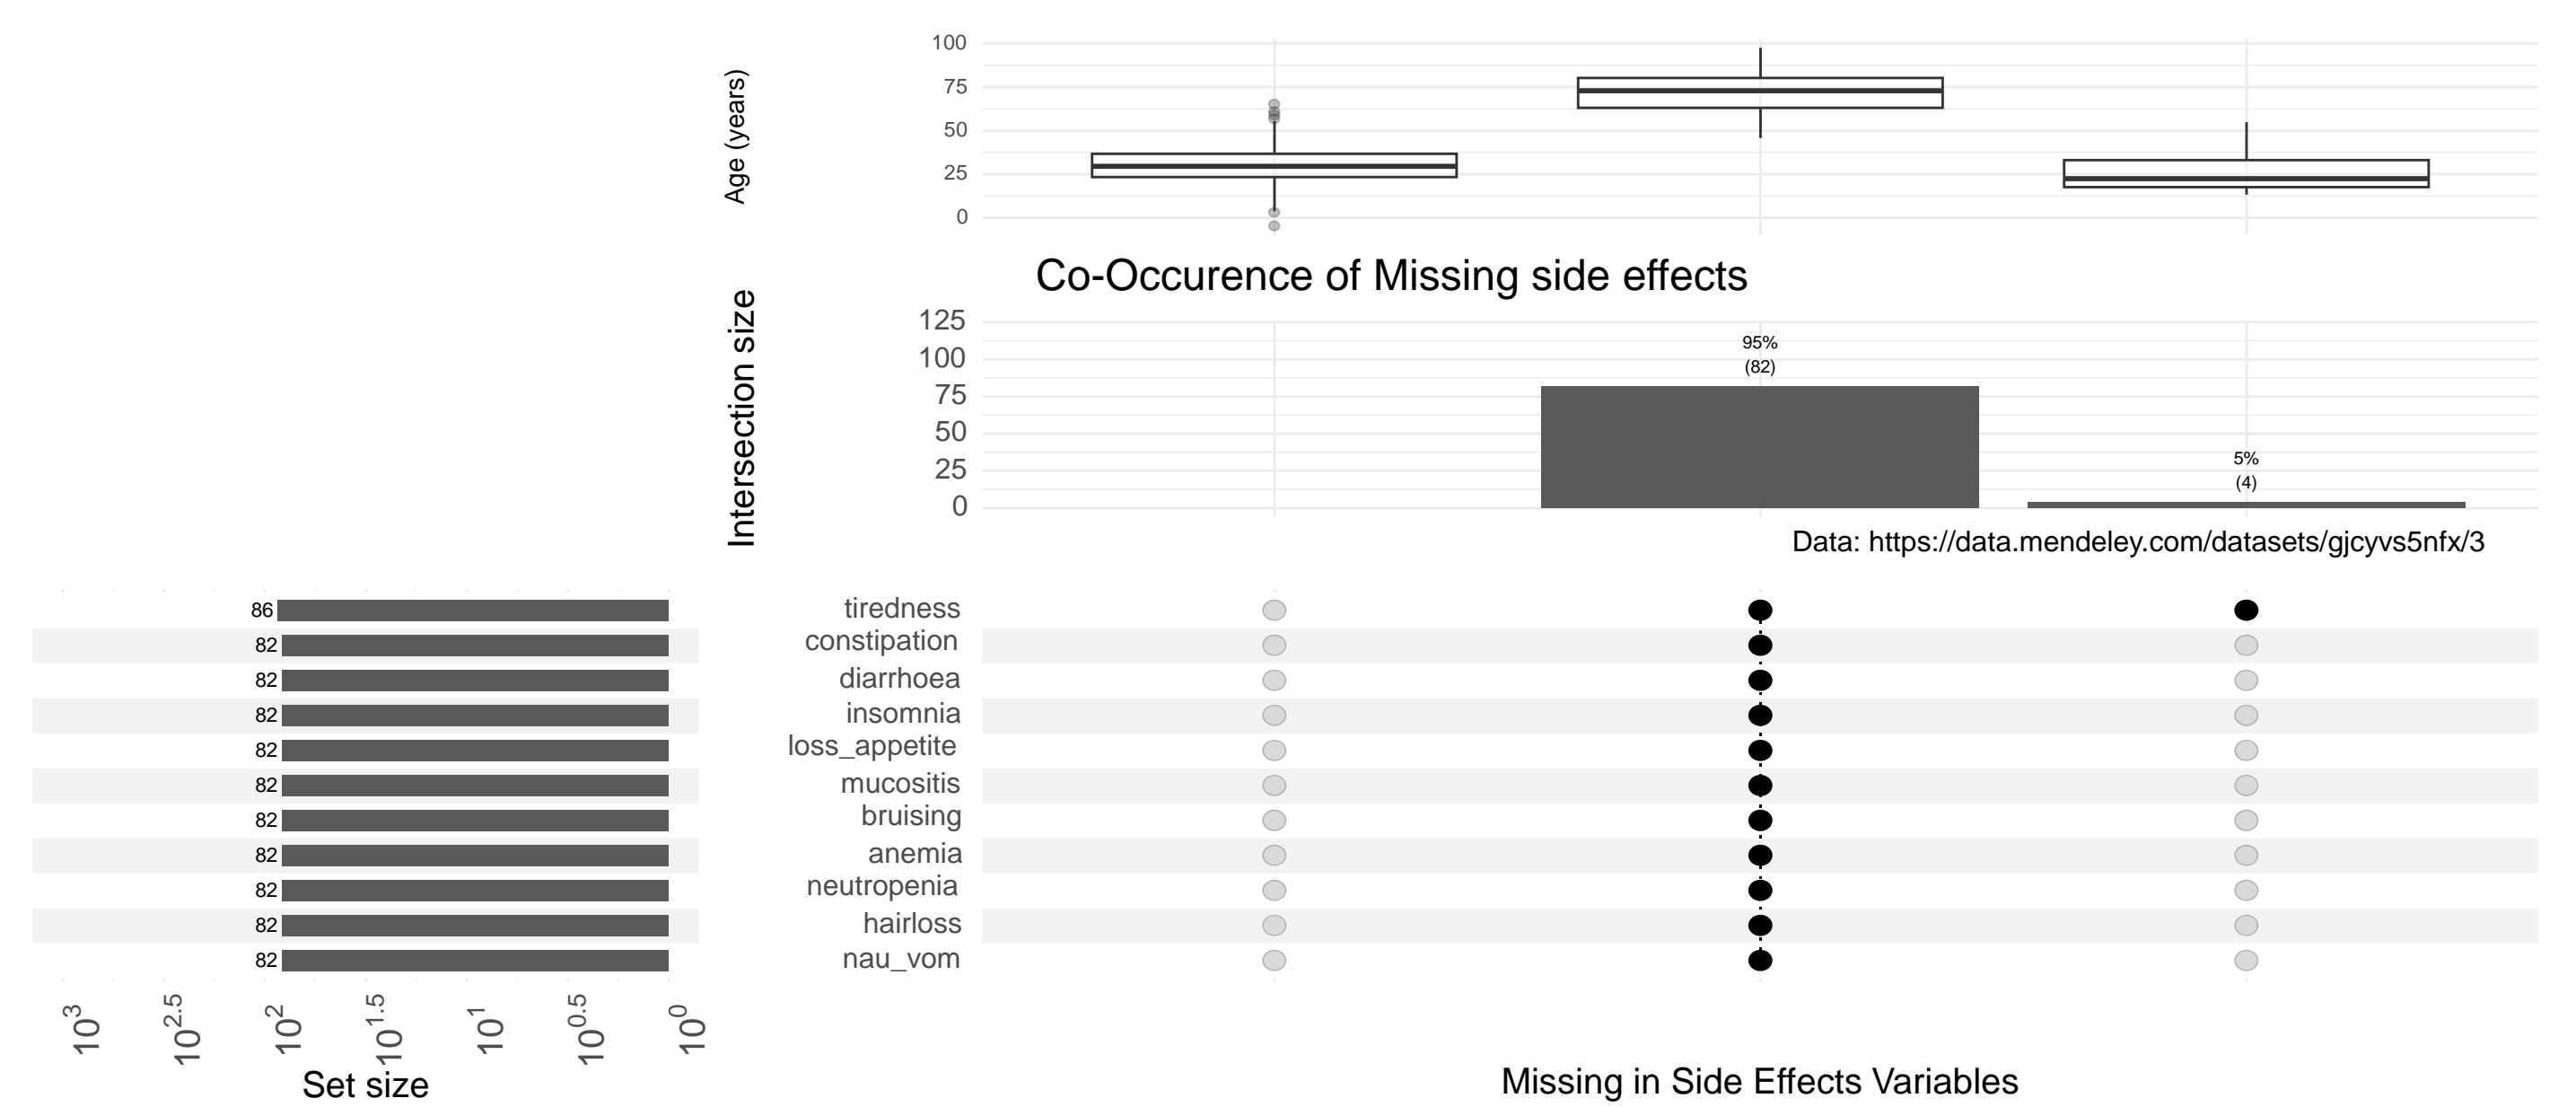 100
75
50
25
0
Age (years)
Co-Occurence of Missing side effects
125
100
75
50
25
0
Intersection size
95%
(82)
5%
(4)
Data: https://data.mendeley.com/datasets/gjcyvs5nfx/3
86
82
82
82
82
82
82
82
82
82
82
tiredness
constipation
diarrhoea
insomnia
loss_appetite
mucositis
bruising
anemia
neutropenia
hairloss
nau_vom
10^3
10^2.5
10^2
10^1.5
10^1
10^0.5
10^0
Set size
Missing in Side Effects Variables